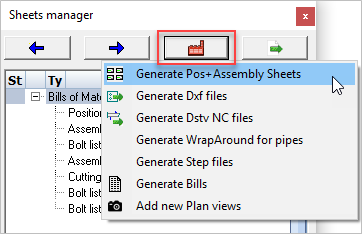 Sheets manager
x
St Ty
Bills of Mate
Position
Assemb
Bolt list
Assemb
Cutting
Bolt list
Bolt list
Generate Pos+Assembly Sheets
Generate Dxf files
Generate Dstv NC files
Generate WrapAround for pipes
Generate Step files
Generate Bills
Add new Plan views